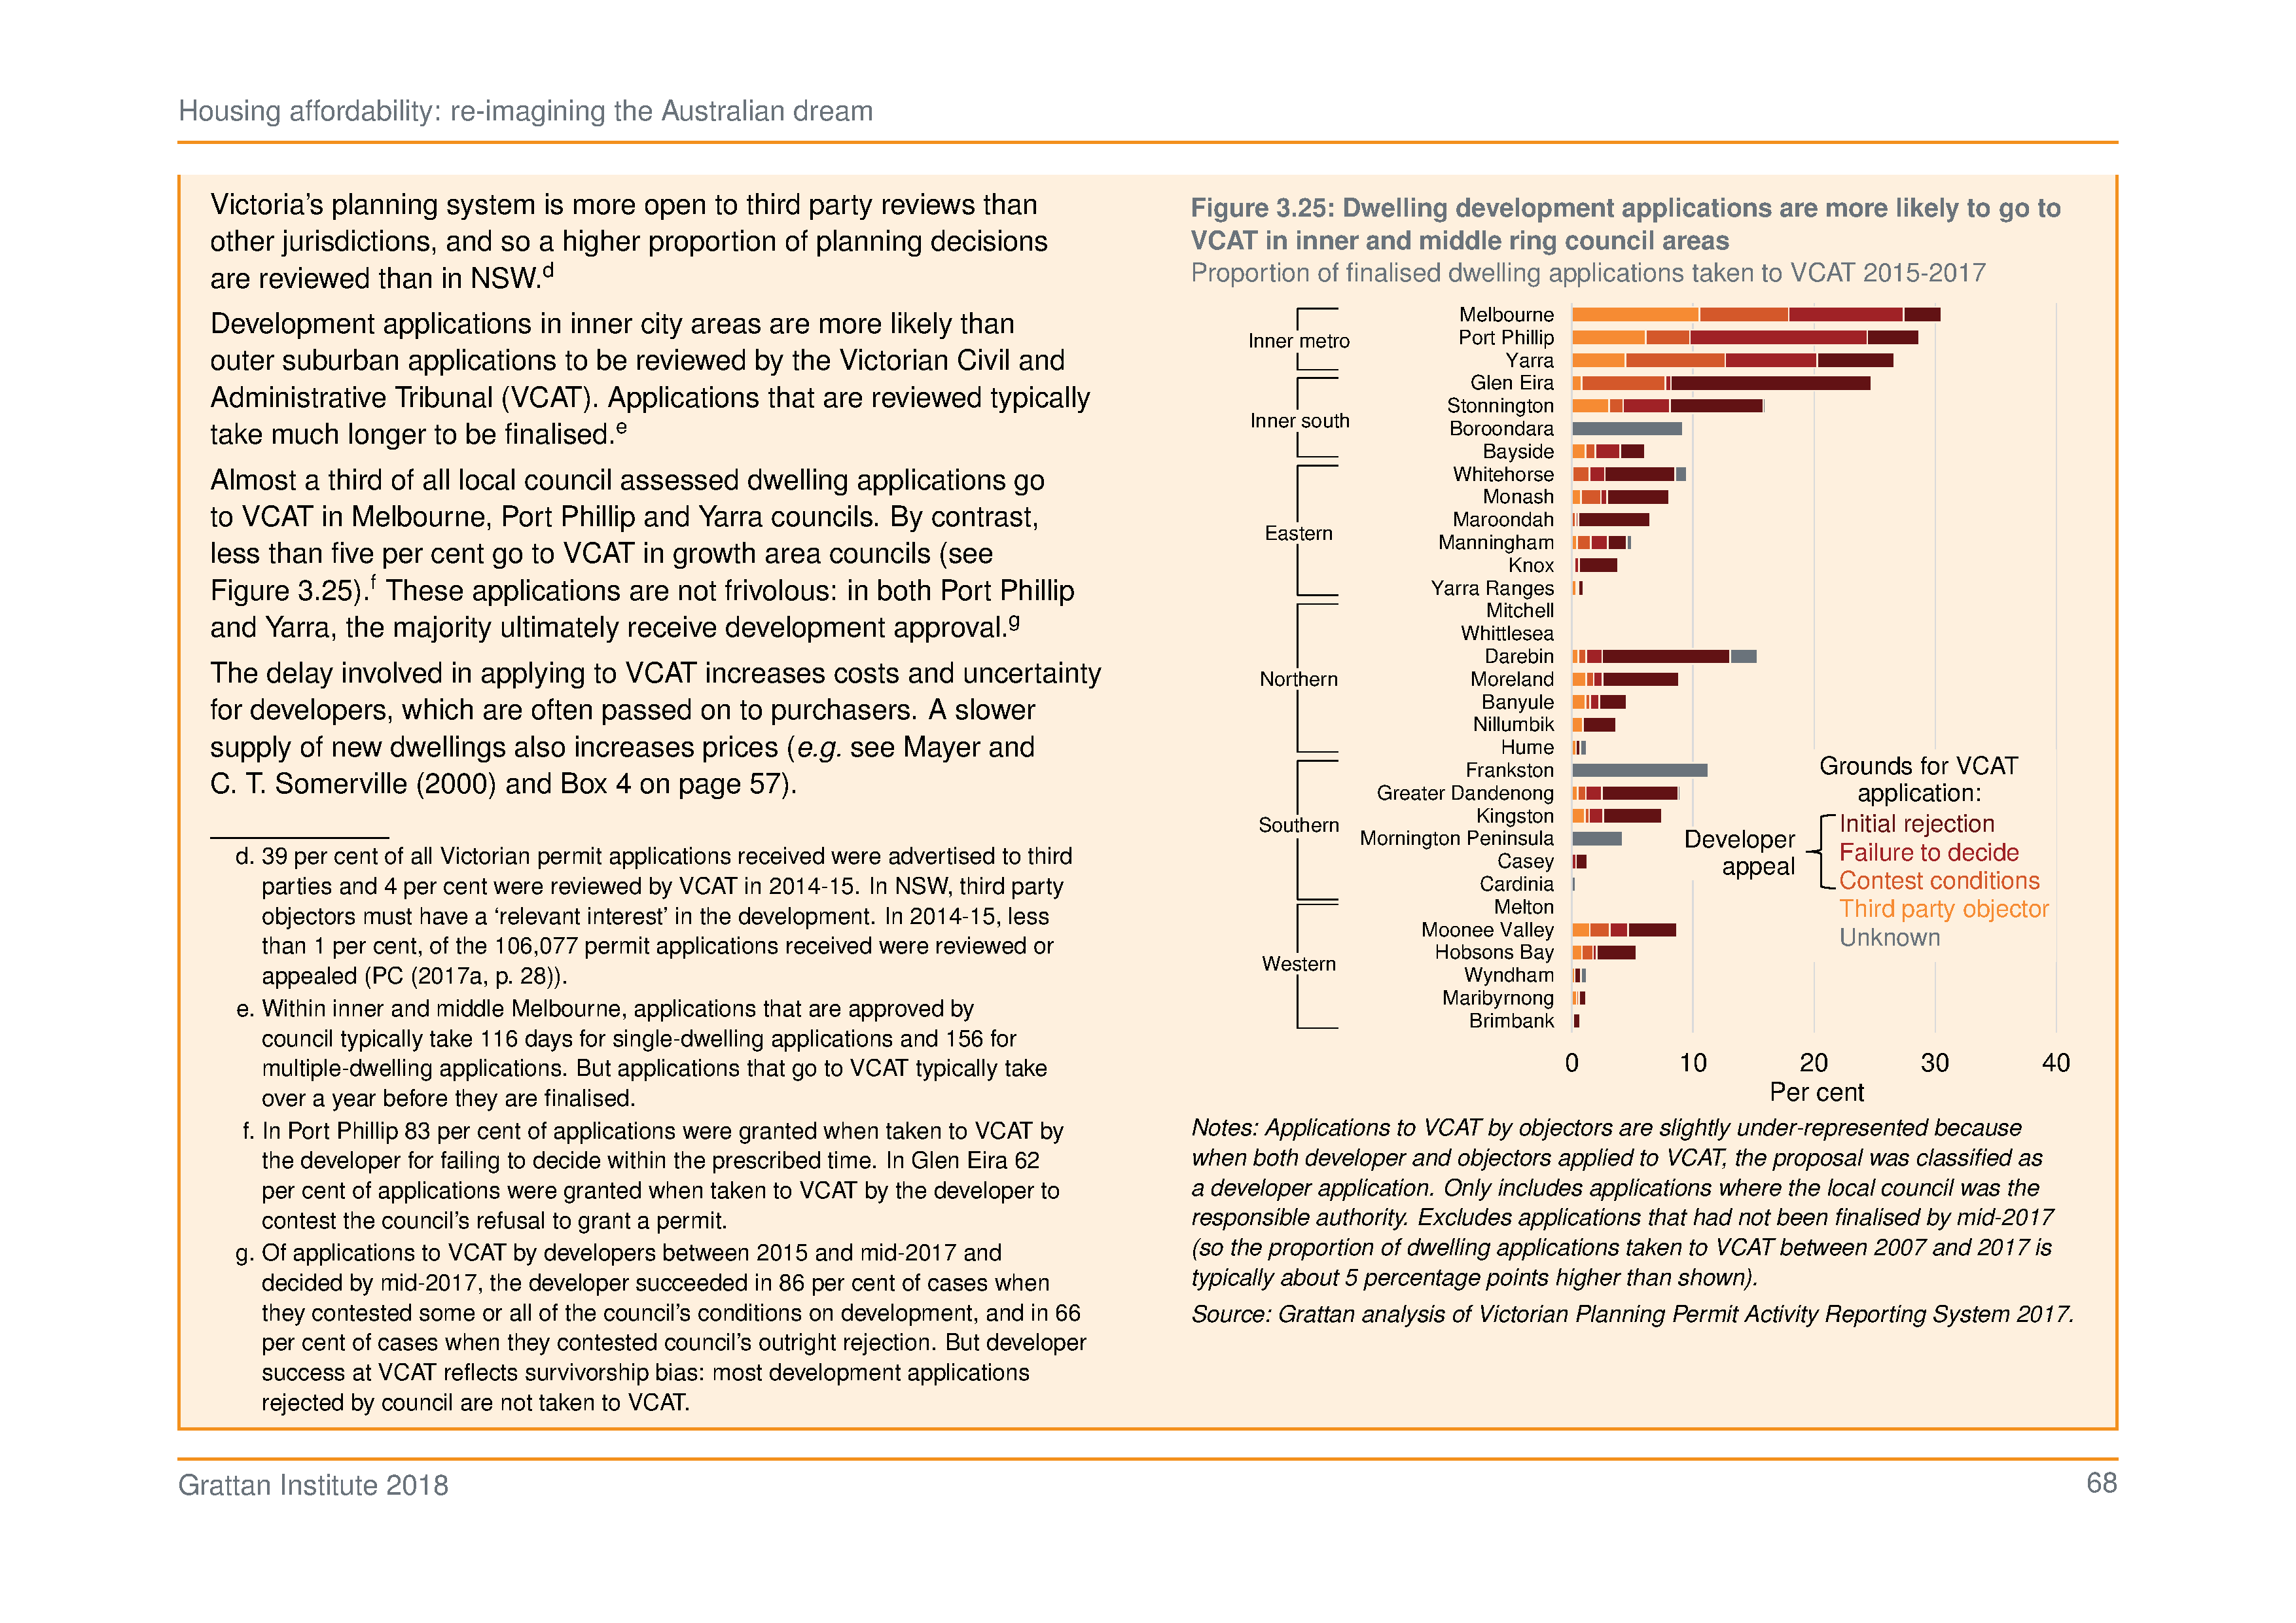 Housing affordability: re-imagining the Australian dream
Victoria’s planning system is more open to third party reviews than
other jurisdictions, and so a higher proportion of planning decisions
are reviewed than in NSW.d
Development applications in inner city areas are more likely than
outer suburban applications to be reviewed by the Victorian Civil and
Administrative Tribunal (VCAT). Applications that are reviewed typically
take much longer to be finalised.e
Almost a third of all local council assessed dwelling applications go
to VCAT in Melbourne, Port Phillip and Yarra councils. By contrast,
less than five per cent go to VCAT in growth area councils (see
Figure 3.25).f These applications are not frivolous: in both Port Phillip
and Yarra, the majority ultimately receive development approval.g
The delay involved in applying to VCAT increases costs and uncertainty
for developers, which are often passed on to purchasers. A slower
supply of new dwellings also increases prices (e.g. see Mayer and
C. T. Somerville (2000) and Box 4 on page 57).
d. 39 per cent of all Victorian permit applications received were advertised to third
parties and 4 per cent were reviewed by VCAT in 2014-15. In NSW, third party
objectors must have a ‘relevant interest’ in the development. In 2014-15, less
than 1 per cent, of the 106,077 permit applications received were reviewed or
appealed (PC (2017a, p. 28)).
e. Within inner and middle Melbourne, applications that are approved by
council typically take 116 days for single-dwelling applications and 156 for
multiple-dwelling applications. But applications that go to VCAT typically take
over a year before they are finalised.
f. In Port Phillip 83 per cent of applications were granted when taken to VCAT by
the developer for failing to decide within the prescribed time. In Glen Eira 62
per cent of applications were granted when taken to VCAT by the developer to
contest the council’s refusal to grant a permit.
g. Of applications to VCAT by developers between 2015 and mid-2017 and
decided by mid-2017, the developer succeeded in 86 per cent of cases when
they contested some or all of the council’s conditions on development, and in 66
per cent of cases when they contested council’s outright rejection. But developer
success at VCAT reflects survivorship bias: most development applications
rejected by council are not taken to VCAT.
Figure 3.25: Dwelling development applications are more likely to go to
VCAT in inner and middle ring council areas
Proportion of finalised dwelling applications taken to VCAT 2015-2017
Inner metro
Melbourne
Port Phillip
Yarra
Inner south
Glen Eira
Stonnington
Boroondara
Bayside
Eastern
Whitehorse
Monash
Maroondah
Manningham
Knox
Yarra Ranges
Northern
Mitchell
Whittlesea
Darebin
Moreland
Banyule
Nillumbik
Hume
Southern
Frankston
Greater Dandenong
Kingston
Mornington Peninsula
Casey
Cardinia
Western
Melton
Moonee Valley
Hobsons Bay
Wyndham
Maribyrnong
Brimbank
Grounds for VCAT
application:
Developer
appeal
Initial rejection
Failure to decide
Contest conditions
Third party objector
Unknown
0 10 20 30 40
Per cent
Notes: Applications to VCAT by objectors are slightly under-represented because
when both developer and objectors applied to VCAT, the proposal was classified as
a developer application. Only includes applications where the local council was the
responsible authority. Excludes applications that had not been finalised by mid-2017
(so the proportion of dwelling applications taken to VCAT between 2007 and 2017 is
typically about 5 percentage points higher than shown).
Source: Grattan analysis of Victorian Planning Permit Activity Reporting System 2017.
Grattan Institute 2018
68